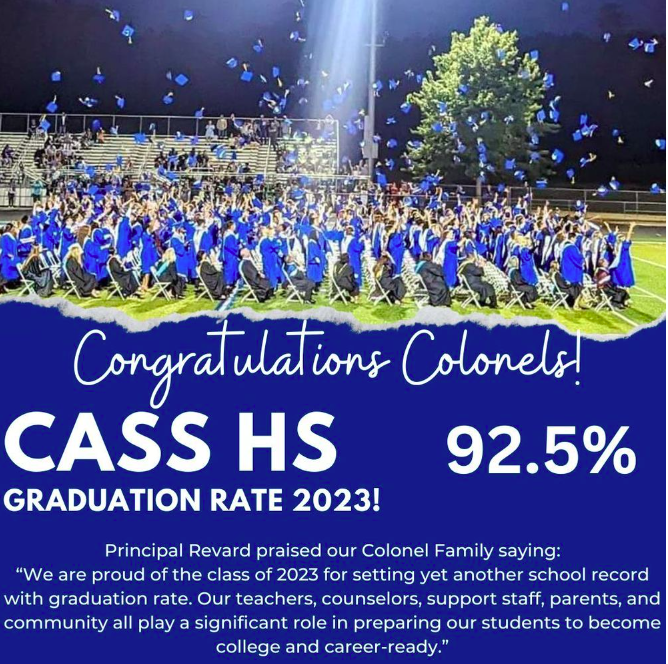 Congratulations Colonels!
CASS HS 92.5%
GRADUATION RATE 2023!
Principal Revard praised our Colonel Family saying:
“We are proud of the class of 2023 for setting yet another school record
with graduation rate. Our teachers, counselors, support staff, parents, and
community all play a significant role in preparing our students to become
college and career-ready.”